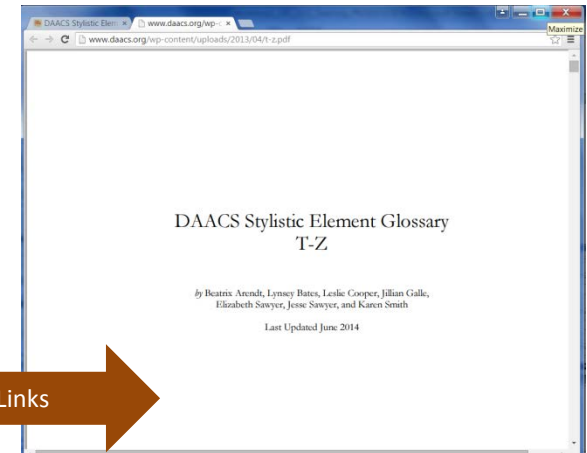 DAACS Stylistic Elem
www.daacs.org/wp-c
Maximize
www.daacs.org/wp-content/uploads/2013/04/t-z.pdf
DAACS Stylistic Element Glossary
T-Z
by Beatrix Arendt, Lynsey Bates, Leslie Cooper, Jillian Galle,
Elizabeth Sawyer, Jesse Sawyer, and Karen Smith
Last Updated June 2014
Links